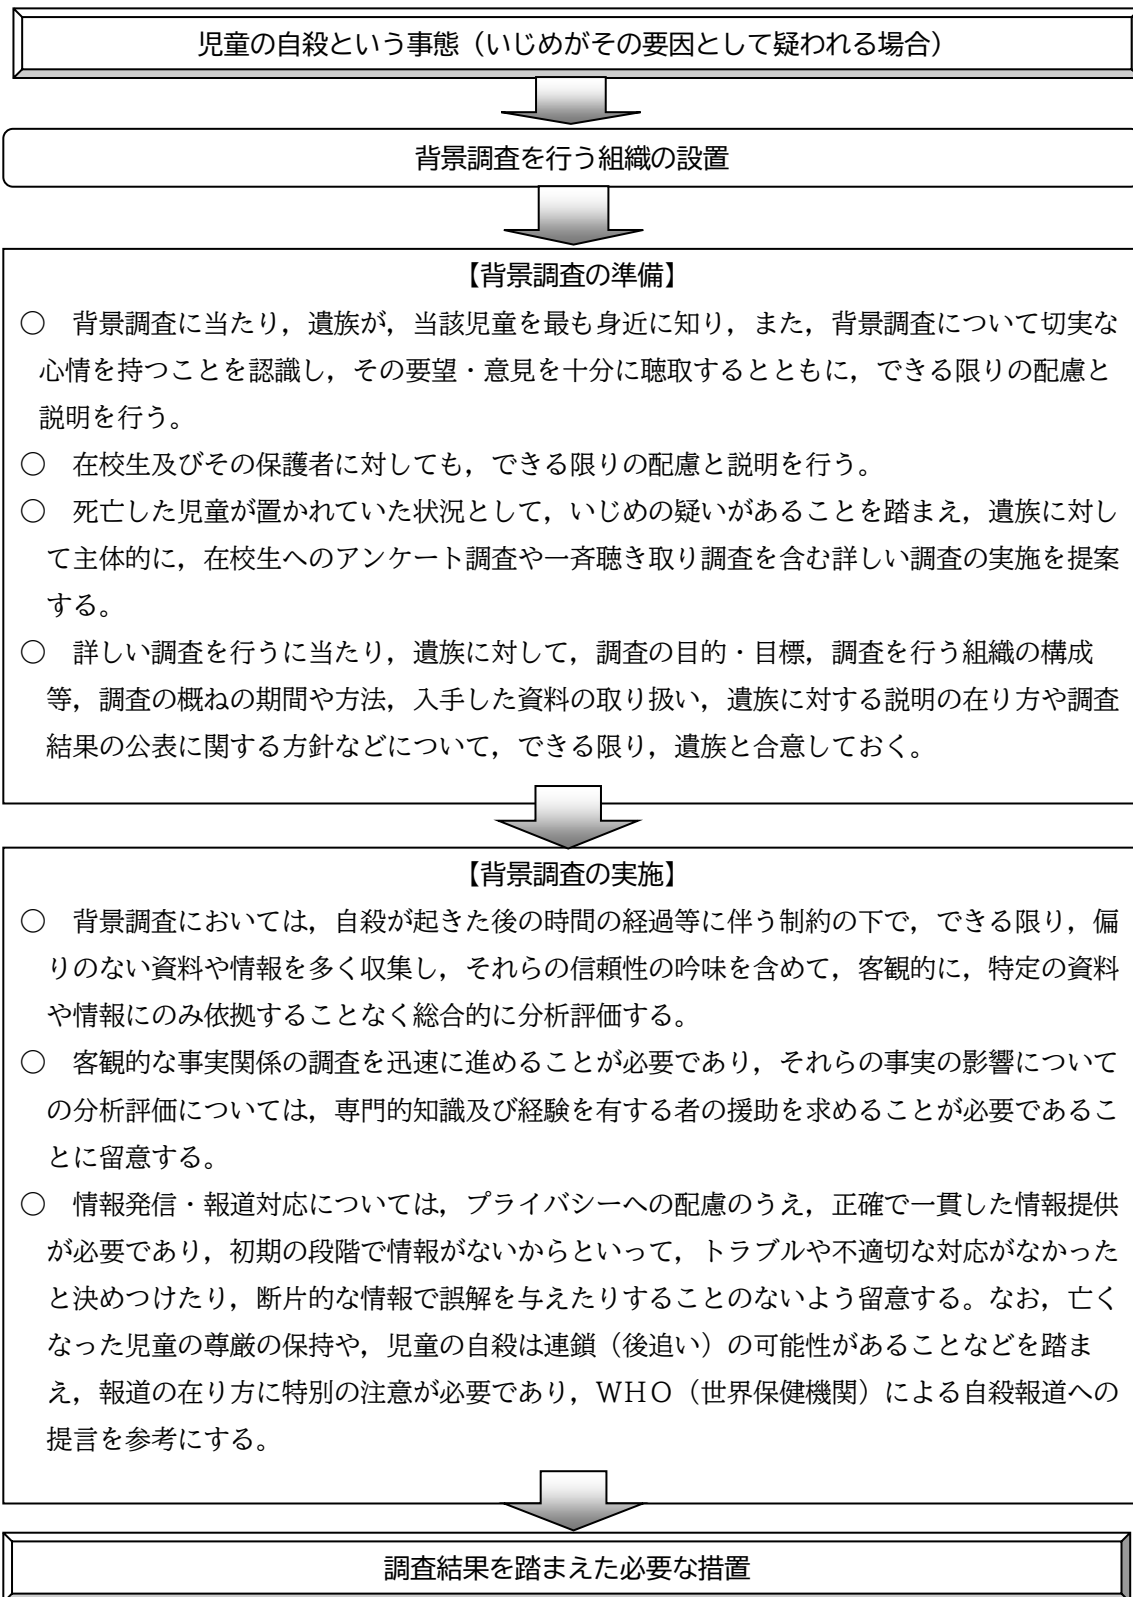 児童の自殺という事態（いじめがその要因として疑われる場合）
背景調査を行う組織の設置
【背景調査の準備】
○　背景調査に当たり，遺族が，当該児童を最も身近に知り，また，背景調査について切実な
心情を持つことを認識し，その要望・意見を十分に聴取するとともに，できる限りの配慮と
説明を行う。
○　在校生及びその保護者に対しても，できる限りの配慮と説明を行う。
○　死亡した児童が置かれていた状況として，いじめの疑いがあることを踏まえ，遺族に対し
て主体的に，在校生へのアンケート調査や一斉聴き取り調査を含む詳しい調査の実施を提案
する。
○　詳しい調査を行うに当たり，遺族に対して，調査の目的・目標，調査を行う組織の構成
等，調査の概ねの期間や方法，入手した資料の取り扱い，遺族に対する説明の在り方や調査
結果の公表に関する方針などについて，できる限り，遺族と合意しておく。
【背景調査の実施】
○　背景調査においては，自殺が起きた後の時間の経過等に伴う制約の下で，できる限り，偏
りのない資料や情報を多く収集し，それらの信頼性の吟味を含めて，客観的に，特定の資料
や情報にのみ依拠することなく総合的に分析評価する。
○　客観的な事実関係の調査を迅速に進めることが必要であり，それらの事実の影響について
の分析評価については，専門的知識及び経験を有する者の援助を求めることが必要であるこ
とに留意する。
○　情報発信・報道対応については，プライバシーへの配慮のうえ，正確で一貫した情報提供
が必要であり，初期の段階で情報がないからといって，トラブルや不適切な対応がなかった
と決めつけたり，断片的な情報で誤解を与えたりすることのないよう留意する。なお，亡く
なった児童の尊厳の保持や，児童の自殺は連鎖（後追い）の可能性があることなどを踏ま
え，報道の在り方に特別の注意が必要であり，ＷＨＯ（世界保健機関）による自殺報道への
提言を参考にする。
調査結果を踏まえた必要な措置